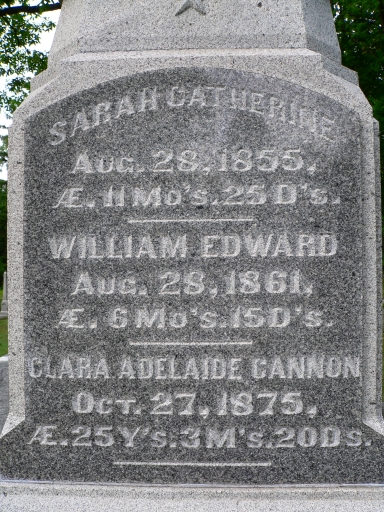 SARAH CATHERINE
AUG. 28, 1855.
Æ. 11 MO'S. 25 D'S.
WILLIAM EDWARD
AUG. 28, 1861.
Æ. 6 MO'S. 15 D'S.
CLARA ADELAIDE CANNON
OCT. 27, 1875.
Æ. 25 Y'S. 3 M'S. 20 DS.